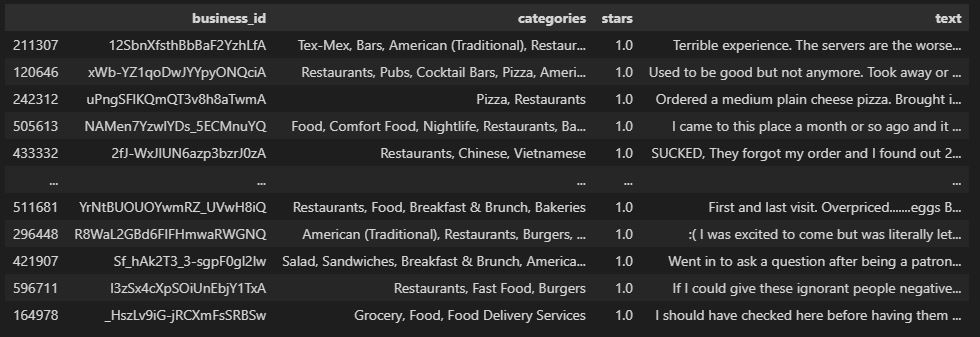 business_id categories stars text
211307 12SbnXfsthBbBaF2YzhLfA Tex-Mex, Bars, American (Traditional), Restaur... 1.0 Terrible experience. The servers are the worse...
120646 xWb-YZ1qoDwJYYpyONQciA Restaurants, Pubs, Cocktail Bars, Pizza, Ameri... 1.0 Used to be good but not anymore. Took away or ...
242312 uPngSFIKQmQT3v8h8aTwmA Pizza, Restaurants 1.0 Ordered a medium plain cheese pizza. Brought i...
505613 NAMen7YzwIYDs_5ECMnuYQ Food, Comfort Food, Nightlife, Restaurants, Ba... 1.0 I came to this place a month or so ago and it ...
433332 2fJ-WxJIUN6azp3bzrJ0zA Restaurants, Chinese, Vietnamese 1.0 SUCKED, They forgot my order and I found out 2...
... ... ... ... ...
511681 YrNtBUOUOYwmRZ_UVwH8iQ Restaurants, Food, Breakfast & Brunch, Bakeries 1.0 First and last visit. Overpriced.......eggs B...
296448 R8WaL2GBd6FIFHmwaRWGNQ American (Traditional), Restaurants, Burgers, ... 1.0 :( I was excited to come but was literally let...
421907 Sf_hAk2T3_3-sgpF0gl2Iw Salad, Sandwiches, Breakfast & Brunch, America... 1.0 Went in to ask a question after being a patron...
596711 I3zSx4cXpSOiUnEbjY1TxA Restaurants, Fast Food, Burgers 1.0 If I could give these ignorant people negative...
164978 _HszLv9iG-jRCXmFsSRBSw Grocery, Food, Food Delivery Services 1.0 I should have checked here before having them ...